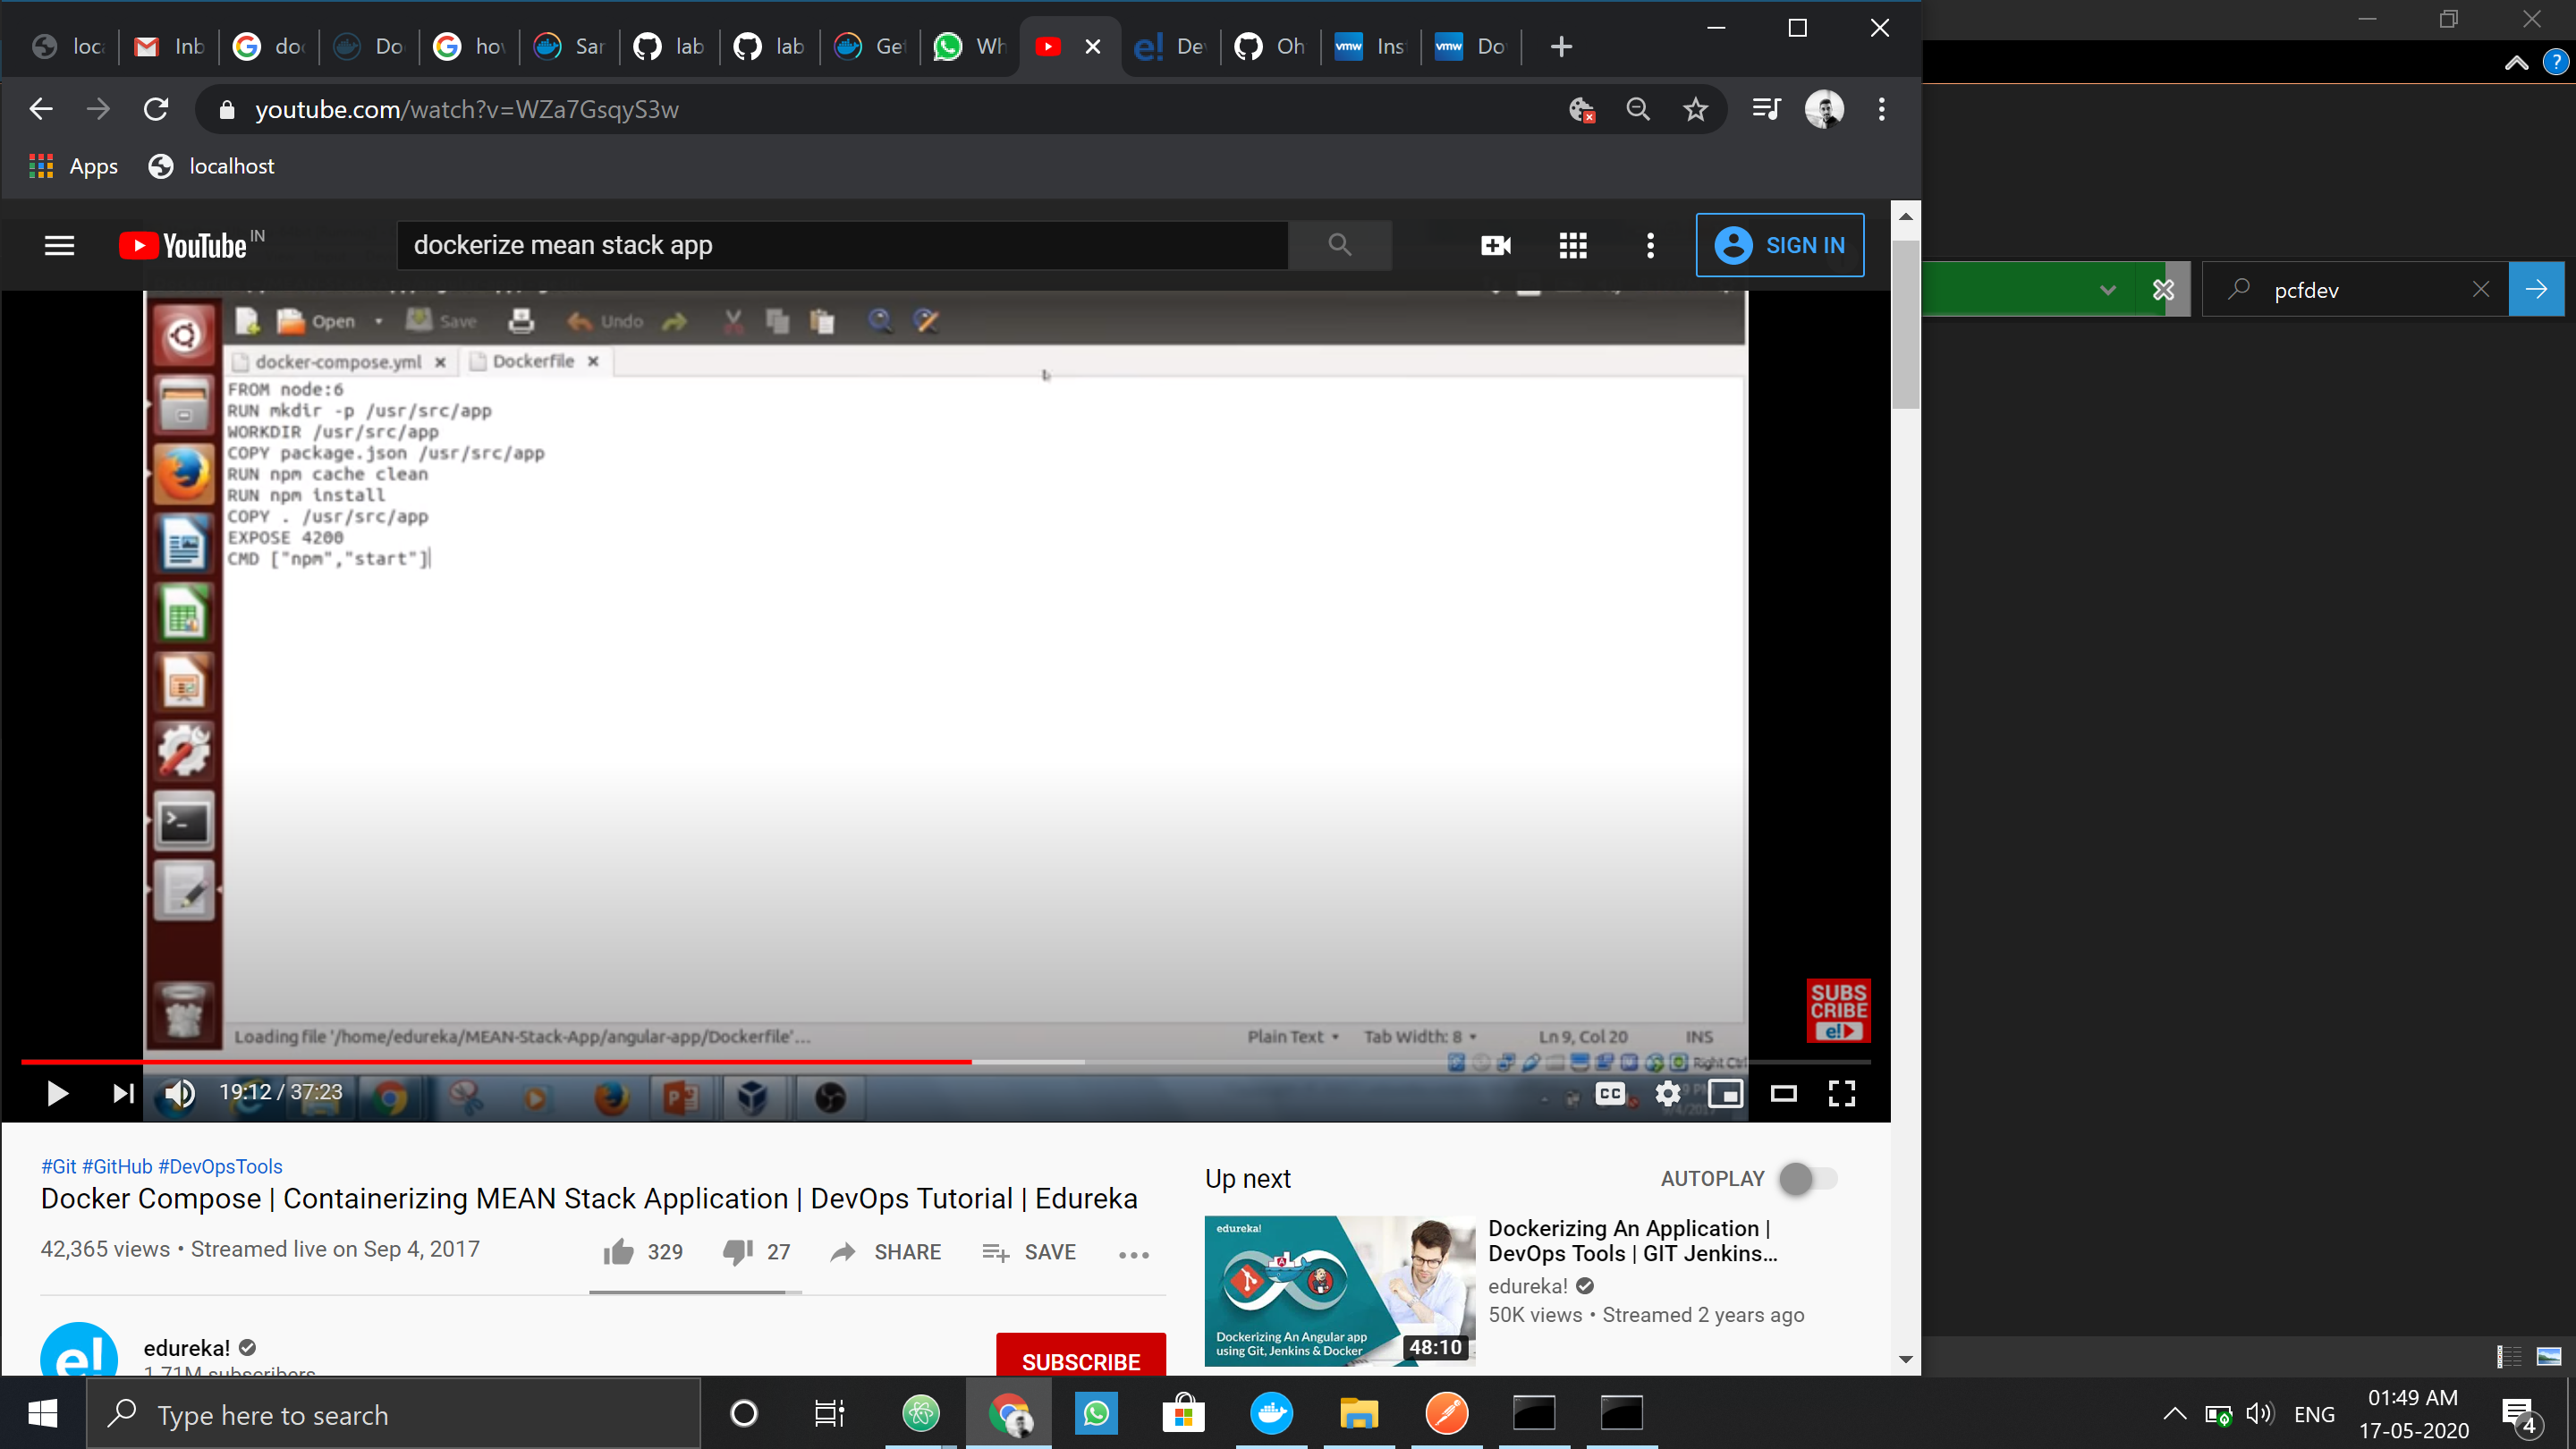 loc
Inb
doc
Do
hov
Sar
lab
lab
Get
Wh
De
Oh
vmw
Ins
vmw
Do
youtube.com/watch?v=WZa7GsqyS3w
Apps
localhost
YouTube IN
dockerize mean stack app
SIGN IN
pcfdev
Open
Save
Undo
docker-compose.yml
Dockerfile
FROM node:6
RUN mkdir -p /usr/src/app
WORKDIR /usr/src/app
COPY package.json /usr/src/app
RUN npm cache clean
RUN npm install
COPY . /usr/src/app
EXPOSE 4200
CMD ["npm","start"]
SUBS
CRIBE
e!
Loading file '/home/edureka/MEAN-Stack-App/angular-app/Dockerfile'...
Plain Text
Tab Width: 8
Ln 9, Col 20
INS
Right Ctrl
19:12 / 37:23
CC
#Git #GitHub #DevOpsTools
Docker Compose | Containerizing MEAN Stack Application | DevOps Tutorial | Edureka
42,365 views • Streamed live on Sep 4, 2017
329
27
SHARE
SAVE
Up next
AUTOPLAY
edureka!
Dockerizing An Angular app
using Git, Jenkins & Docker
48:10
Dockerizing An Application |
DevOps Tools | GIT Jenkins...
edureka!
50K views • Streamed 2 years ago
e!
edureka!
1.71M subscribers
SUBSCRIBE
Type here to search
ENG
01:49 AM
17-05-2020
4